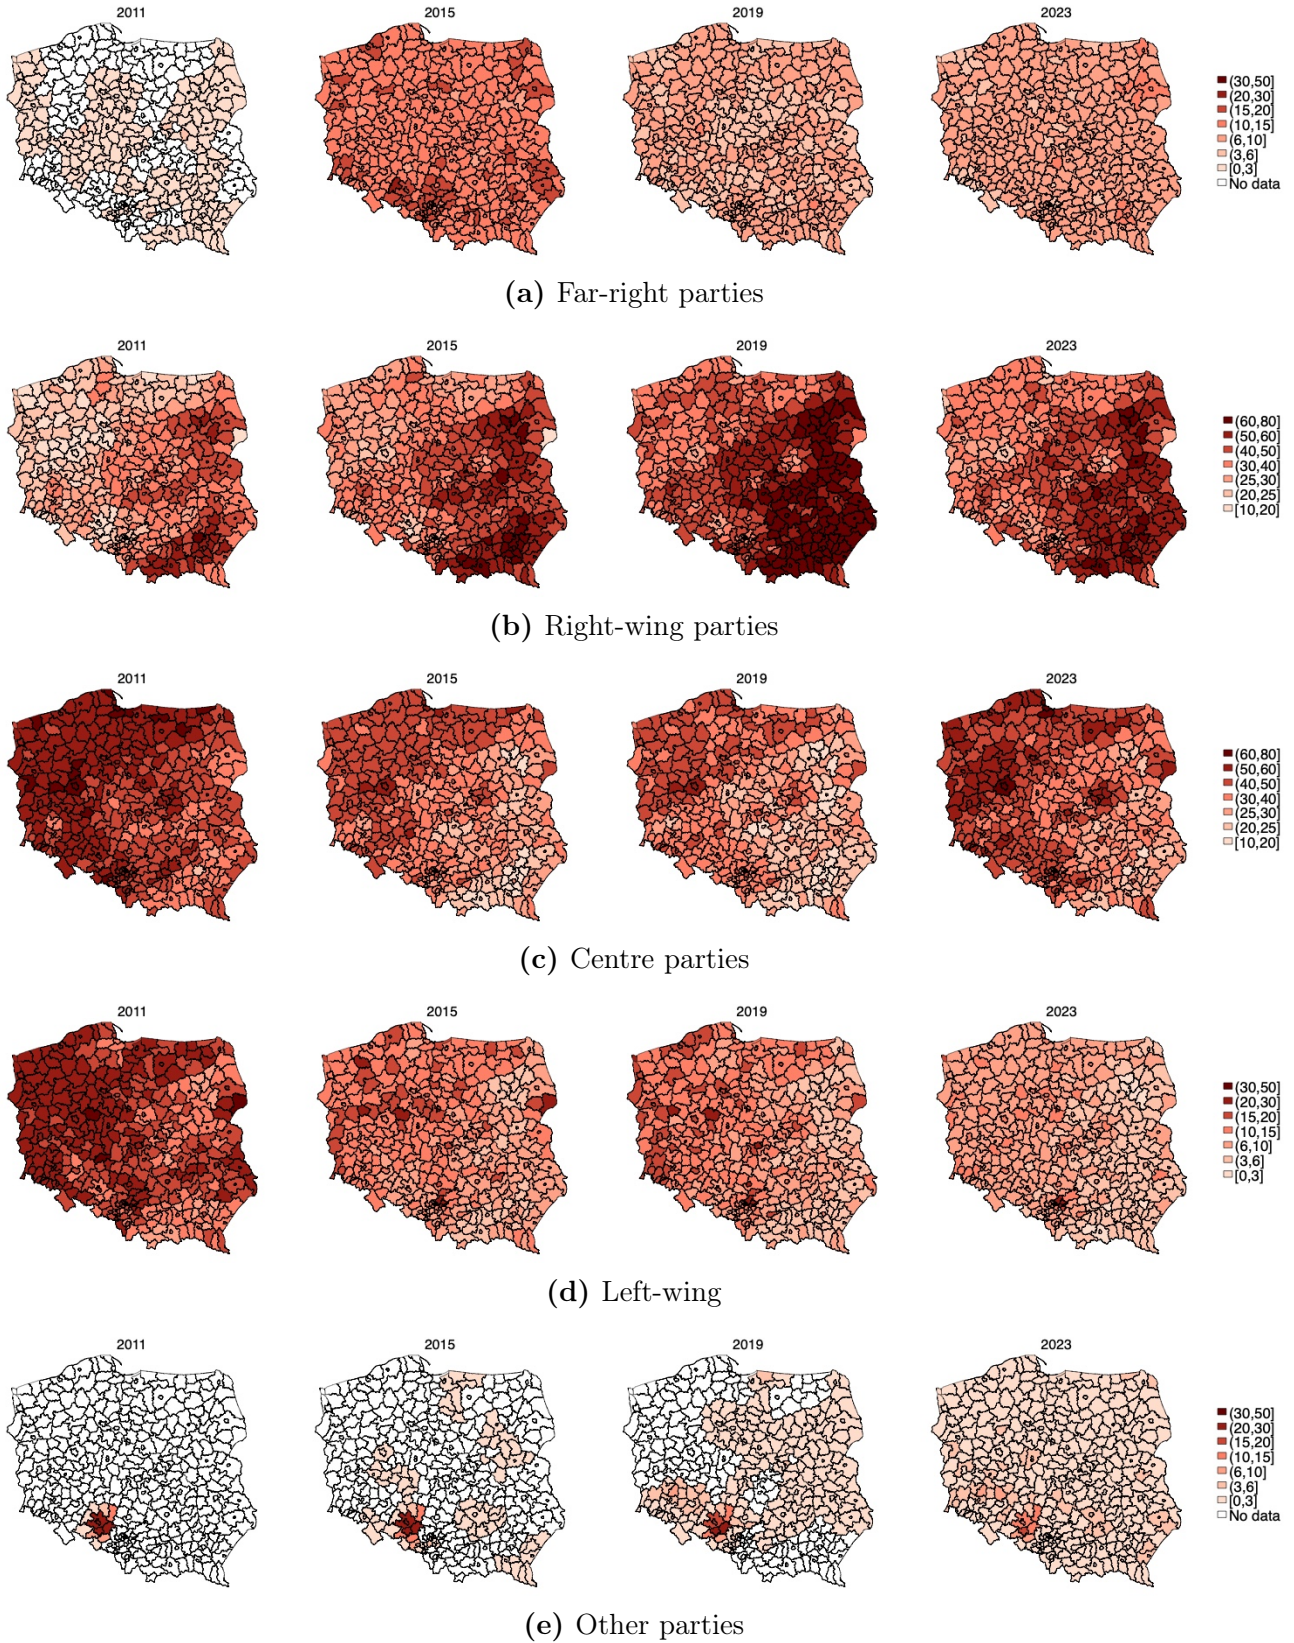 2011 2015 2019 2023
(30,50]
(20,30]
(15,20]
(10,15]
(6,10]
(3,6]
[0,3]
No data
(a) Far-right parties
2011 2015 2019 2023
(60,80]
(50,60]
(40,50]
(30,40]
(25,30]
(20,25]
[10,20]
(b) Right-wing parties
2011 2015 2019 2023
(60,80]
(50,60]
(40,50]
(30,40]
(25,30]
(20,25]
[10,20]
(c) Centre parties
2011 2015 2019 2023
(30,50]
(20,30]
(15,20]
(10,15]
(6,10]
(3,6]
[0,3]
(d) Left-wing
2011 2015 2019 2023
(30,50]
(20,30]
(15,20]
(10,15]
(6,10]
(3,6]
[0,3]
No data
(e) Other parties